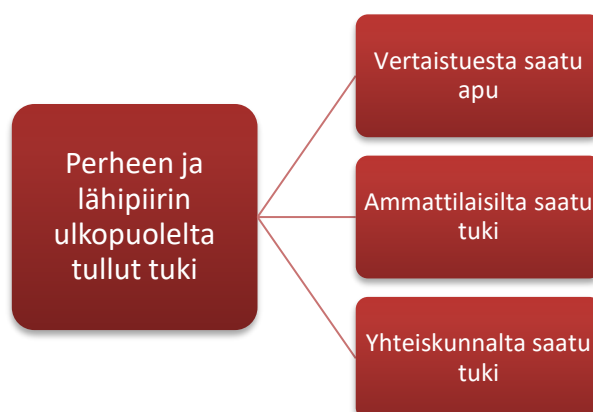 Perheen ja
lähipiirin
ulkopuolelta
tullut tuki
Vertaistuesta saatu
apu
Ammattilaisilta saatu
tuki
Yhteiskunnalta saatu
tuki